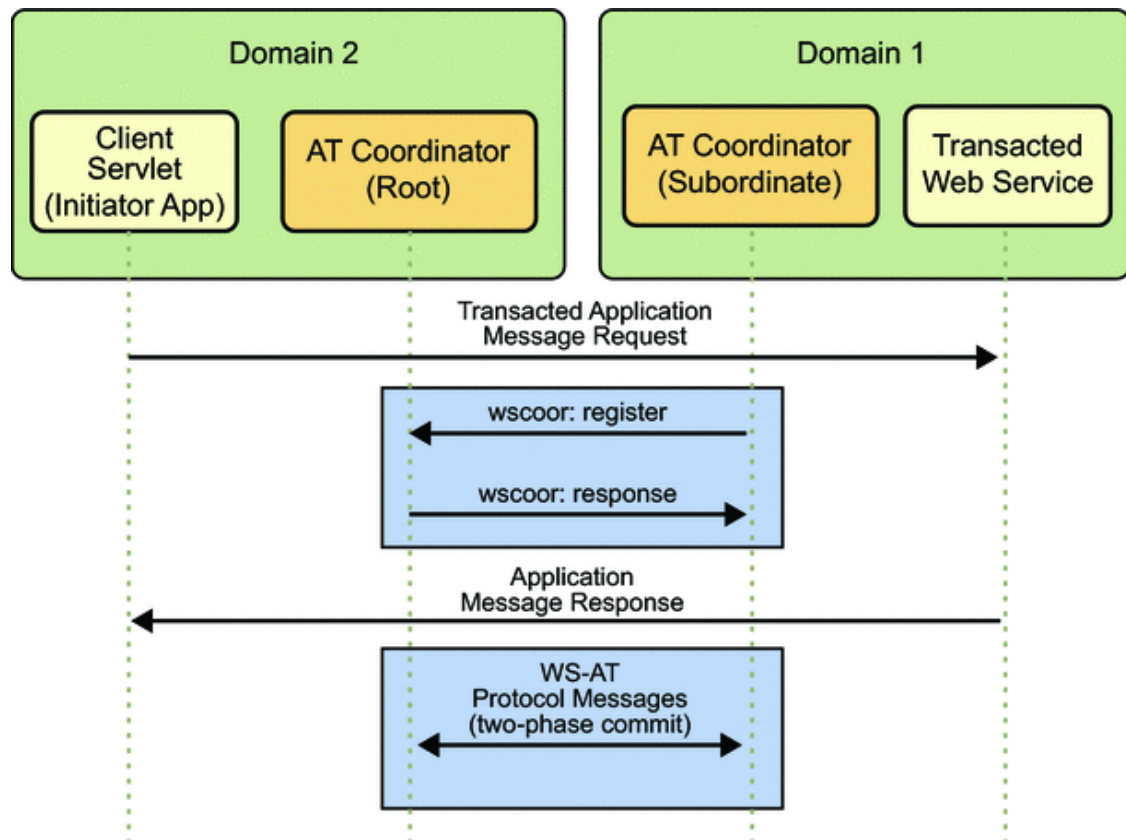 Domain 2
Domain 1
Client
Servlet
(Initiator App)
AT Coordinator
(Root)
AT Coordinator
(Subordinate)
Transacted
Web Service
Transacted Application
Message Request
wscoor: register
wscoor: response
Application
Message Response
WS-AT
Protocol Messages
(two-phase commit)